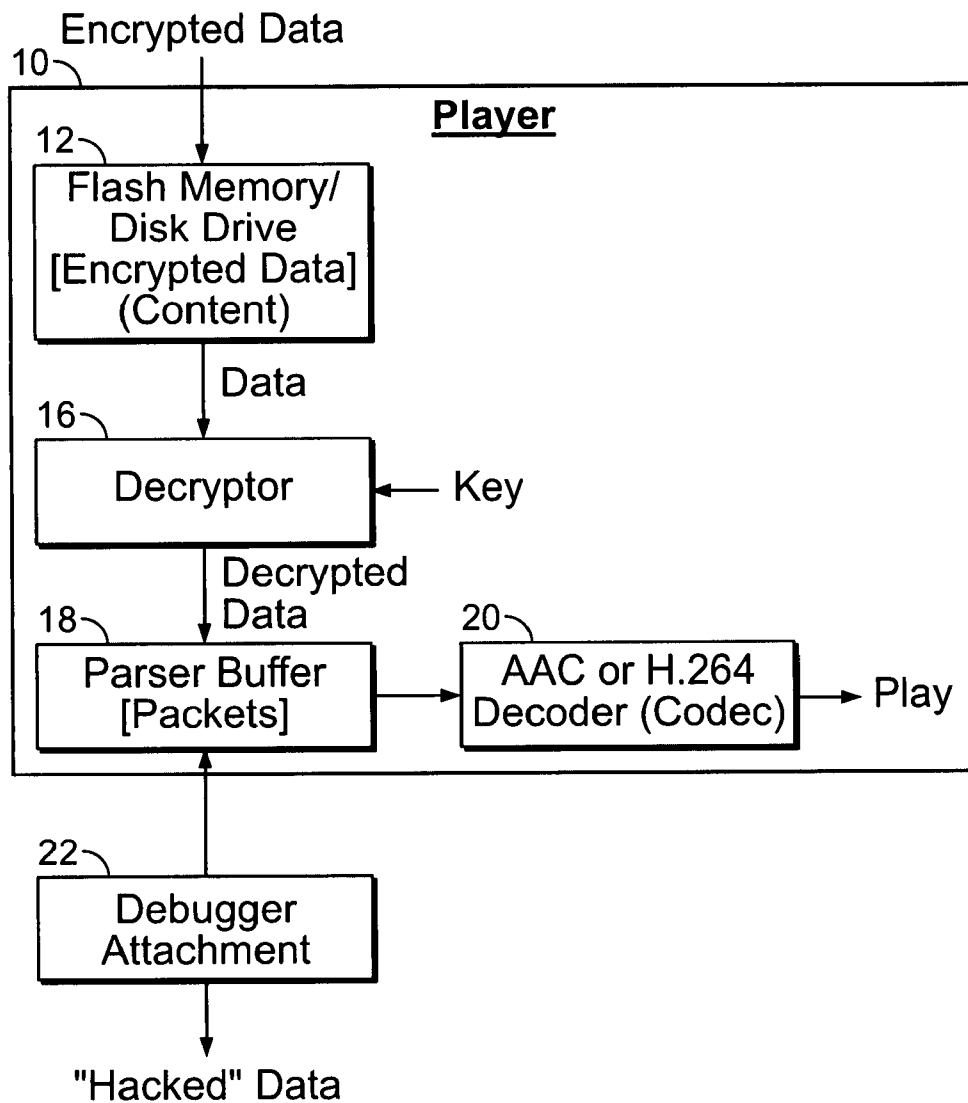 Encrypted Data
10
Player
12
Flash Memory/
Disk Drive
[Encrypted Data]
(Content)
Data
16
Decryptor
Key
Decrypted
Data
18
Parser Buffer
[Packets]
20
AAC or H.264
Decoder (Codec)
Play
22
Debugger
Attachment
"Hacked" Data